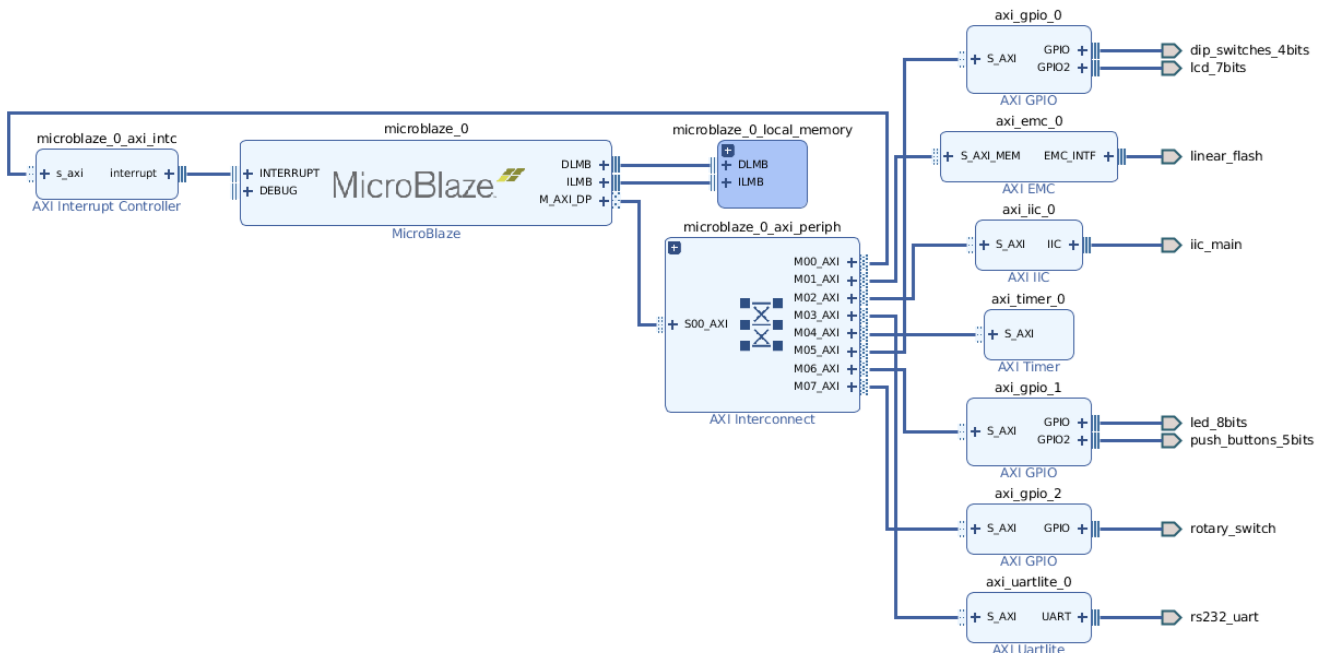 microblaze_0_axi_intc
s_axi
interrupt
AXI Interrupt Controller
microblaze_0
INTERRUPT
DEBUG
MicroBlaze
DLMB
ILMB
M_AXI_DP
MicroBlaze
microblaze_0_local_memory
DLMB
ILMB
microblaze_0_axi_periph
S00_AXI
M00_AXI
M01_AXI
M02_AXI
M03_AXI
M04_AXI
M05_AXI
M06_AXI
M07_AXI
AXI Interconnect
axi_gpio_0
S_AXI
GPIO
GPIO2
AXI GPIO
dip_switches_4bits
lcd_7bits
axi_emc_0
S_AXI_MEM
EMC_INTF
AXI EMC
linear_flash
axi_iic_0
S_AXI
IIC
AXI IIC
iic_main
axi_timer_0
S_AXI
AXI Timer
axi_gpio_1
S_AXI
GPIO
GPIO2
AXI GPIO
led_8bits
push_buttons_5bits
axi_gpio_2
S_AXI
GPIO
AXI GPIO
rotary_switch
axi_uartlite_0
S_AXI
UART
AXI Uartlite
rs232_uart